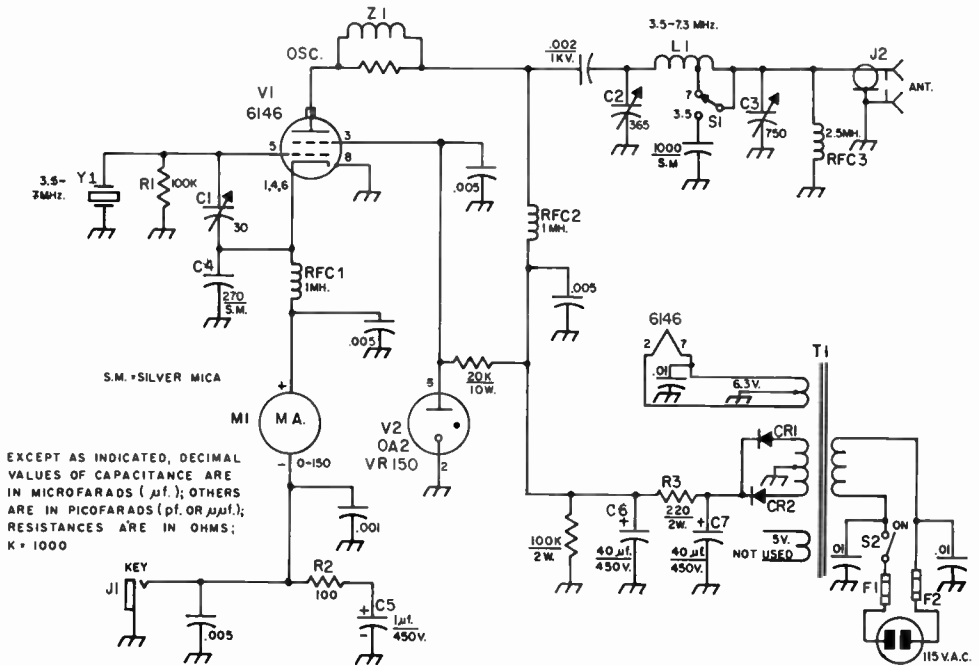 Z1
OSC.
V1
6146
3
5
8
1,4,6
3.5-
7MHz.
Y1
R1
100K
C1
30
C4
270
S.M.
RFC1
1MH.
.005
.005
.002
1KV.
3.5-7.3 MHz.
L1
C2
365
7
3.5
S1
1000
S.M
C3
750
2.5MH.
RFC3
J2
ANT.
RFC2
1MH.
.005
S.M. = SILVER MICA
+
M1
M A.
-
0-150
5
V2
OA2
VR150
2
20K
10W.
6146
2
7
.01
6.3V.
T1
CR1
CR2
5V.
NOT USED
EXCEPT AS INDICATED, DECIMAL
VALUES OF CAPACITANCE ARE
IN MICROFARADS (µf.); OTHERS
ARE IN PICOFARADS (pf. OR µµf.);
RESISTANCES ARE IN OHMS;
K = 1000
.001
KEY
J1
.005
R2
100
+
C5
1µf.
450V.
-
100K
2W.
C6
+
40µf.
450V.
R3
220
2W.
C7
+
40µf.
450V.
.01
S2
ON
.01
F1
F2
115V.A.C.